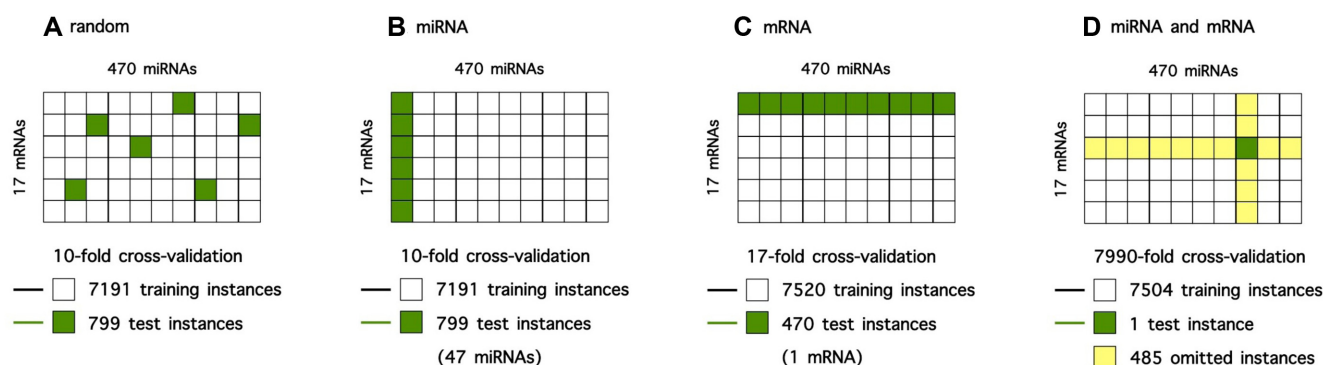 A random
470 miRNAs
17 mRNAs
10-fold cross-validation
7191 training instances
799 test instances
B miRNA
470 miRNAs
17 mRNAs
10-fold cross-validation
7191 training instances
799 test instances
(47 miRNAs)
C mRNA
470 miRNAs
17 mRNAs
17-fold cross-validation
7520 training instances
470 test instances
(1 mRNA)
D miRNA and mRNA
470 miRNAs
17 mRNAs
7990-fold cross-validation
7504 training instances
1 test instance
485 omitted instances